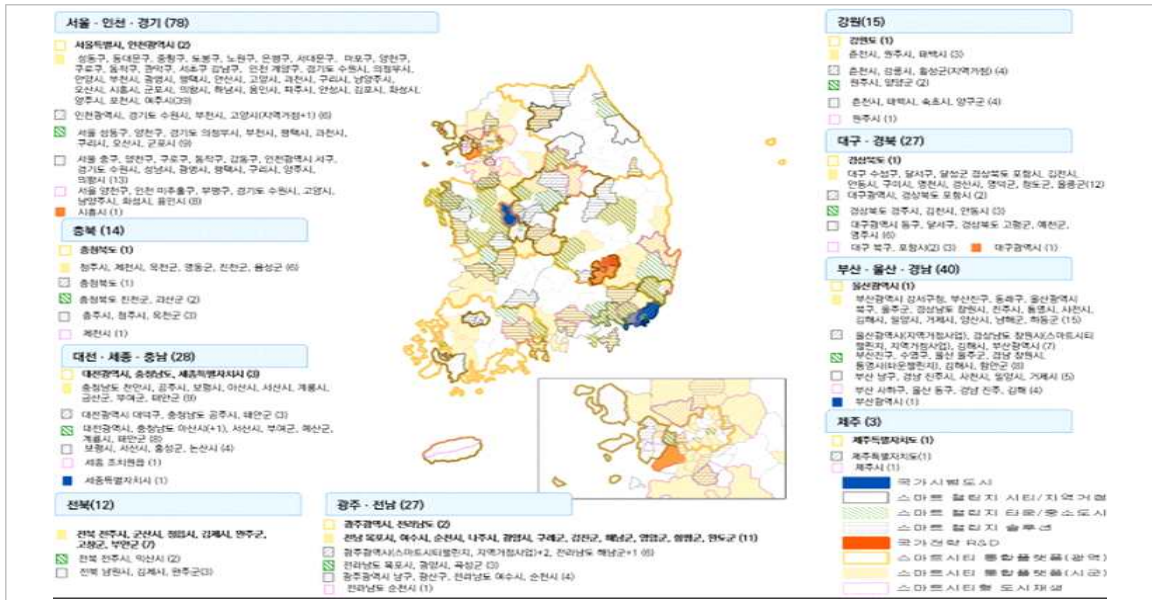 서울 · 인천 · 경기 (78)
서울특별시, 인천광역시 (2)
성동구, 동대문구, 중랑구, 도봉구, 노원구, 은평구, 서대문구, 마포구, 양천구,
구로구, 동작구, 관악구, 서초구 강남구, 인천 계양구, 경기도 수원시, 의정부시,
안양시, 부천시, 광명시, 평택시, 안산시, 고양시, 과천시, 구리시, 남양주시,
오산시, 시흥시, 군포시, 의왕시, 하남시, 용인시, 파주시, 안성시, 김포시, 화성시,
양주시, 포천시, 여주시(39)
인천광역시, 경기도 수원시, 부천시, 고양시(지역거점+1) (6)
서울 성동구, 양천구, 경기도 의정부시, 부천시, 평택시, 과천시,
구리시, 오산시, 군포시 (9)
서울 중구, 양천구, 구로구, 동작구, 강동구, 인천광역시 서구,
경기도 수원시, 성남시, 광명시, 평택시, 구리시, 양주시,
의왕시 (13)
서울 양천구, 인천 미추홀구, 부평구, 경기도 수원시, 고양시,
남양주시, 화성시, 용인시 (8)
시흥시 (1)
충북 (14)
충청북도 (1)
청주시, 제천시, 옥천군, 영동군, 진천군, 음성군 (6)
충청북도 (1)
충청북도 진천군, 괴산군 (2)
충주시, 청주시, 옥천군 (3)
제천시 (1)
대전 · 세종 · 충남 (28)
대전광역시, 충청남도, 세종특별자치시 (3)
충청남도 천안시, 공주시, 보령시, 아산시, 서산시, 계룡시,
금산군, 부여군, 태안군 (9)
대전광역시 대덕구, 충청남도 공주시, 태안군 (3)
대전광역시, 충청남도 아산시(+1), 서산시, 부여군, 예산군,
계룡시, 태안군 (8)
보령시, 서산시, 홍성군, 논산시 (4)
세종 조치원읍 (1)
세종특별자치시 (1)
전북(12)
전북 전주시, 군산시, 정읍시, 김제시, 완주군,
고창군, 부안군 (7)
전북 전주시, 익산시 (2)
전북 남원시, 김제시, 완주군(3)
광주 · 전남 (27)
광주광역시, 전라남도 (2)
전남 목포시, 여수시, 순천시, 나주시, 광양시, 구례군, 강진군, 해남군, 영암군, 함평군, 완도군 (11)
광주광역시(스마트시티챌린지, 지역거점사업)+2, 전라남도 해남군+1 (6)
전라남도 목포시, 광양시, 곡성군 (3)
광주광역시 남구, 광산구, 전라남도 여수시, 순천시 (4)
전라남도 순천시 (1)
강원(15)
강원도 (1)
춘천시, 원주시, 태백시 (3)
춘천시, 강릉시, 횡성군(지역거점) (4)
원주시, 양양군 (2)
춘천시, 태백시, 속초시, 양구군 (4)
원주시 (1)
대구 · 경북 (27)
경상북도 (1)
대구 수성구, 달서구, 달성군 경상북도 포항시, 김천시,
안동시, 구미시, 영천시, 경산시, 영덕군, 청도군, 울릉군(12)
대구광역시, 경상북도 포항시 (2)
경상북도 경주시, 김천시, 안동시 (3)
대구광역시 동구, 달서구, 경상북도 고령군, 예천군,
영주시 (6)
대구 북구, 포항시(2) (3) 대구광역시 (1)
부산 · 울산 · 경남 (40)
울산광역시 (1)
부산광역시 강서구청, 부산진구, 동래구, 울산광역시
북구, 울주군, 경상남도 창원시, 진주시, 통영시, 사천시,
김해시, 밀양시, 거제시, 양산시, 남해군, 하동군 (15)
울산광역시(지역거점사업), 경상남도 창원시(스마트시티
챌린지, 지역거점사업), 김해시, 부산광역시 (7)
부산진구, 수영구, 울산 울주군, 경남 창원시,
통영시(타운챌린지), 김해시, 함안군 (8)
부산 남구, 경남 진주시, 사천시, 밀양시, 거제시 (5)
부산 사하구, 울산 동구, 경남 진주, 김해 (4)
부산광역시 (1)
제주 (3)
제주특별자치도 (1)
제주특별자치도(1)
제주시 (1)
국가시범도시
스마트 챌린지 시티/지역거점
스마트 챌린지 타운/중소도시
스마트 챌린지 솔루션
국가전략 R&D
스마트시티 통합플랫폼(광역)
스마트시티 통합플랫폼(시군)
스마트시티형 도시재생